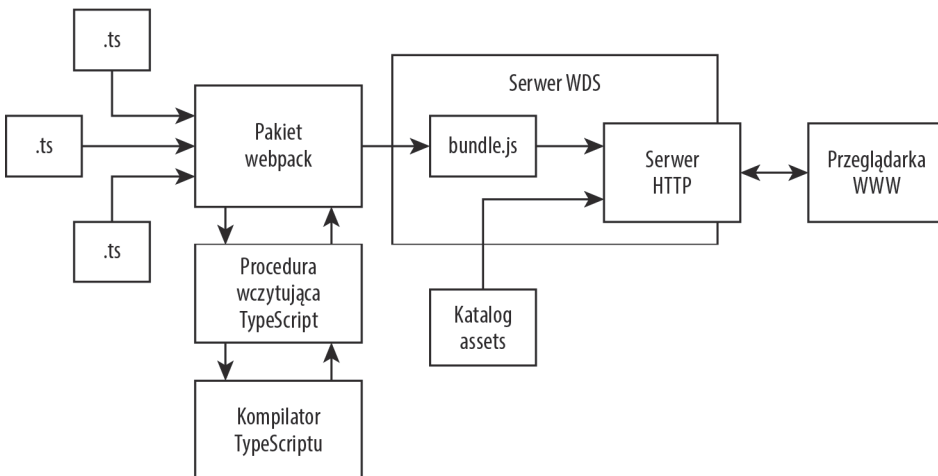 .ts
.ts
.ts
Pakiet
webpack
Procedura
wczytująca
TypeScript
Kompilator
TypeScriptu
Serwer WDS
bundle.js
Serwer
HTTP
Katalog
assets
Przeglądarka
WWW